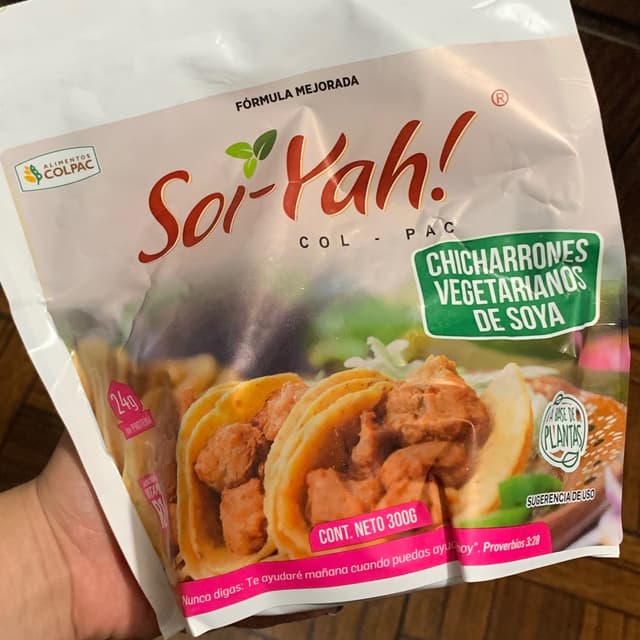 FÓRMULA MEJORADA
ALIMENTOS
COLPAC
Soi-Yah!®
COL - PAC
CHICHARRONES
VEGETARIANOS
DE SOYA
24g
DE PROTEÍNA
A BASE DE
PLANTAS
SUGERENCIA DE USO
CONT. NETO 300G
Nunca digas: Te ayudaré mañana cuando puedas ayu hoy". Proverbios 3:28